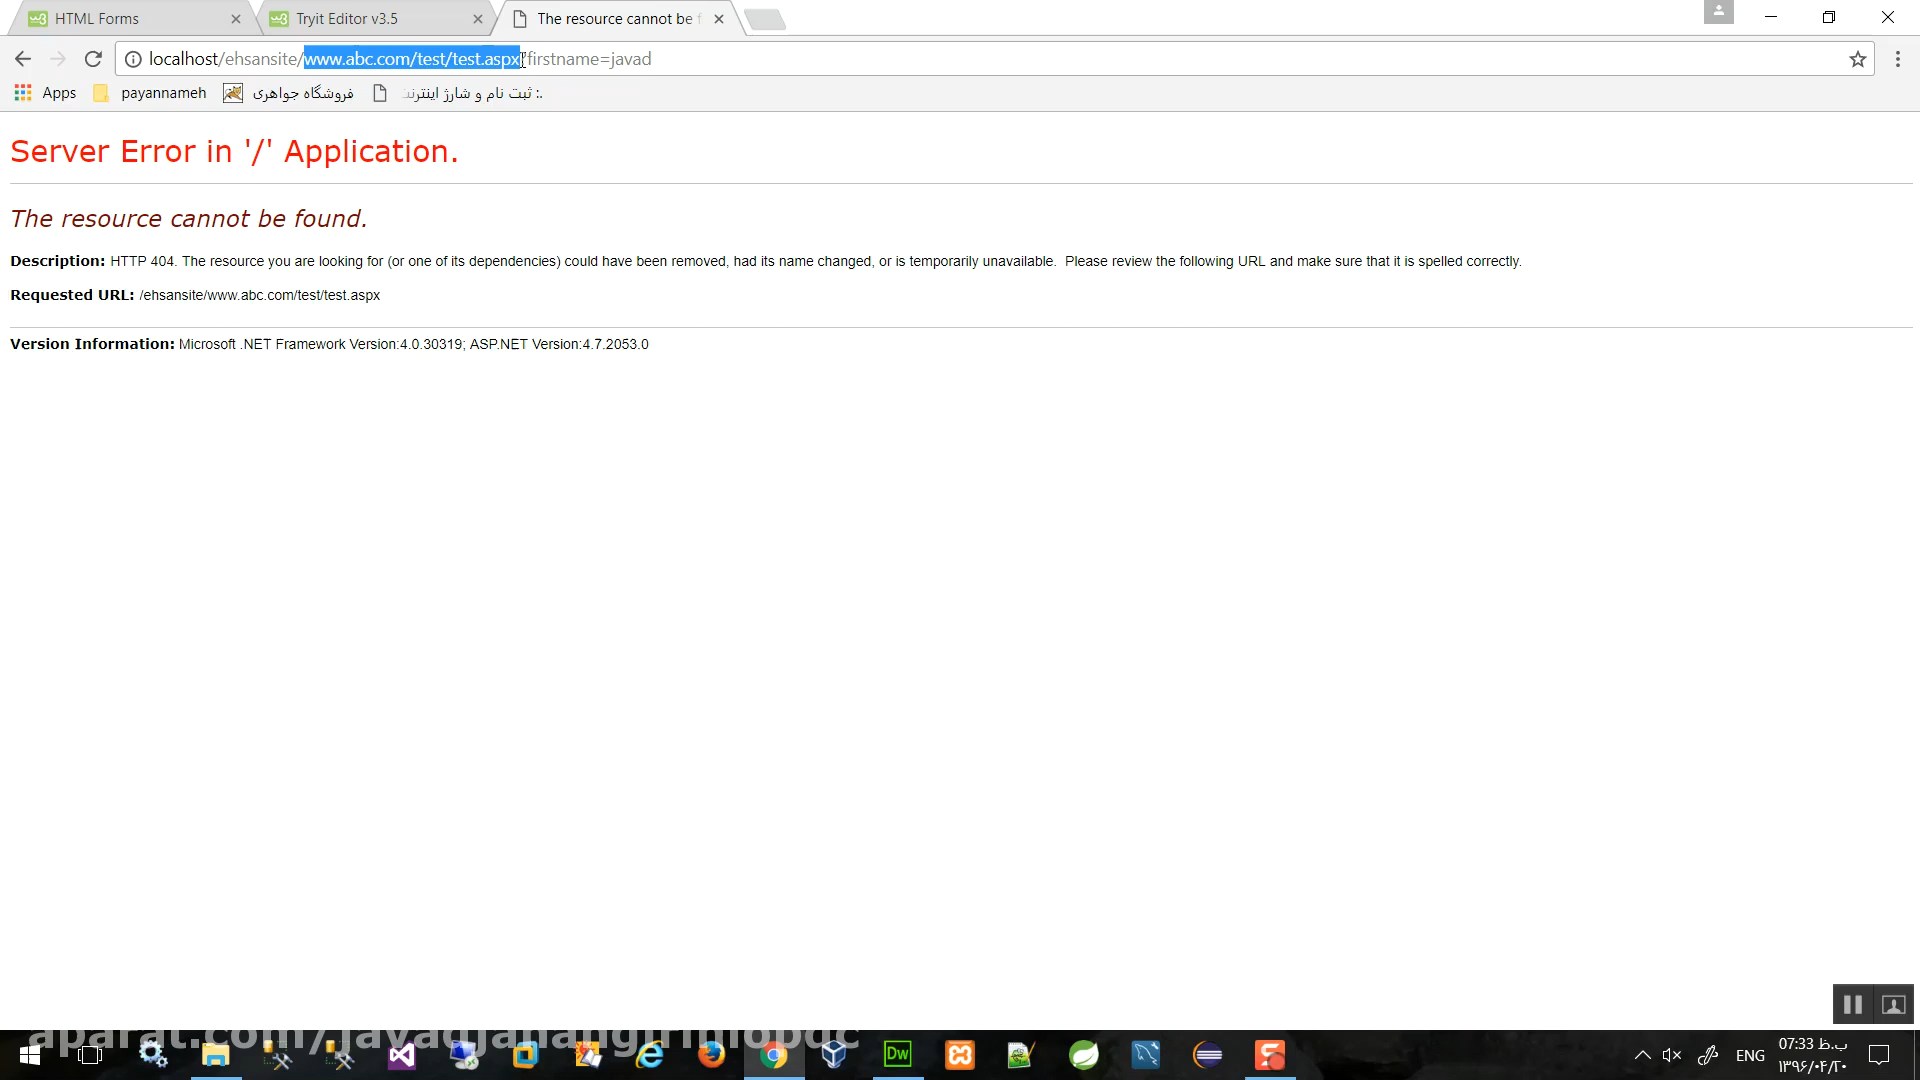 HTML Forms
Tryit Editor v3.5
The resource cannot be f
localhost/ehsansite/www.abc.com/test/test.aspx?firstname=javad
Apps
payannameh
فروشگاه جواهری
.: ثبت نام و شارژ اینترنت
Server Error in '/' Application.
The resource cannot be found.
Description: HTTP 404. The resource you are looking for (or one of its dependencies) could have been removed, had its name changed, or is temporarily unavailable.  Please review the following URL and make sure that it is spelled correctly.
Requested URL: /ehsansite/www.abc.com/test/test.aspx
Version Information: Microsoft .NET Framework Version:4.0.30319; ASP.NET Version:4.7.2053.0
Dw
ENG
07:33 ب.ظ
۱۳۹۶/۰۴/۲۰